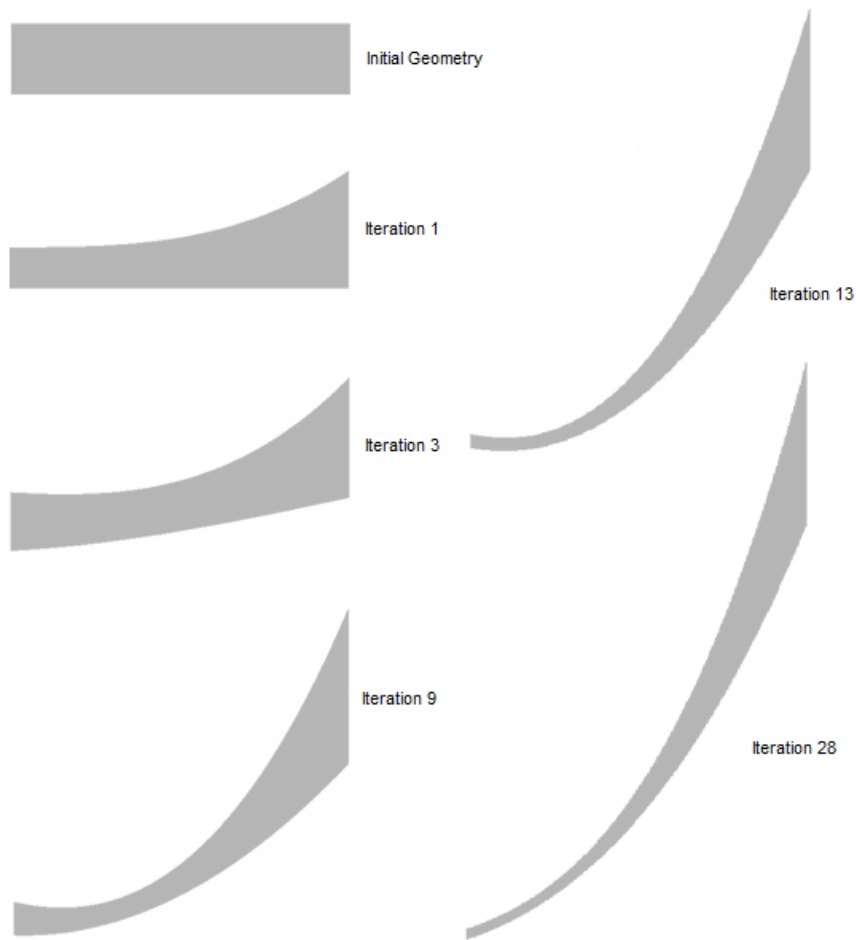 Initial Geometry
Iteration 1
Iteration 3
Iteration 9
Iteration 13
Iteration 28